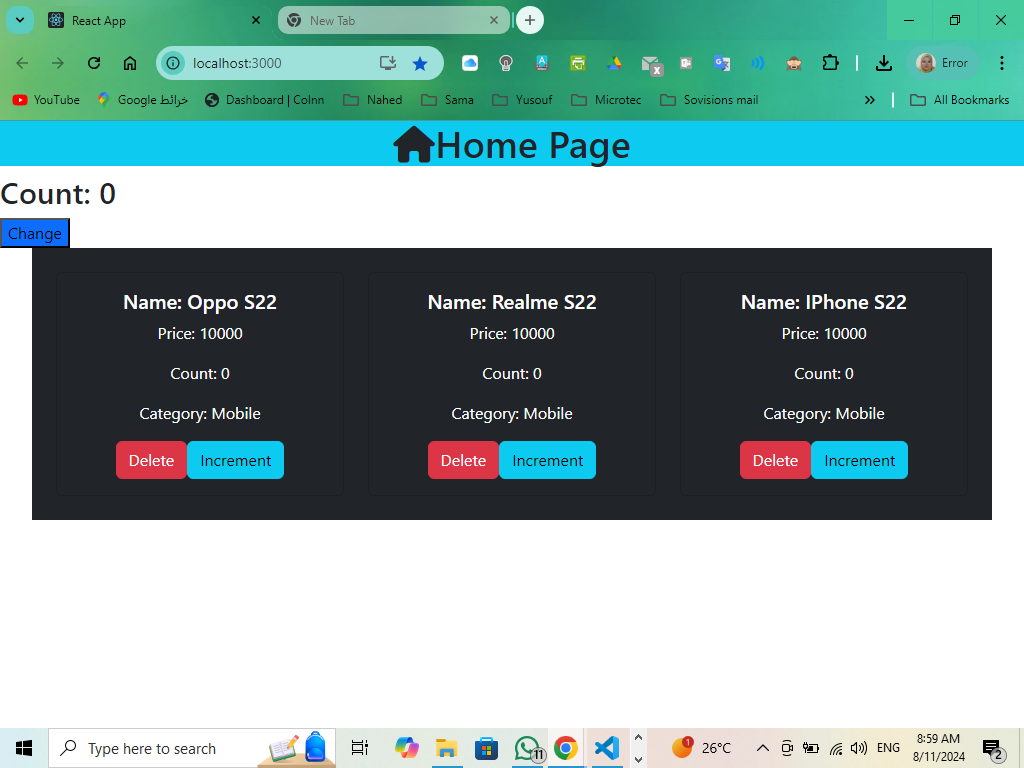 React App
New Tab
localhost:3000
Error
YouTube
خرائط Google
Dashboard | CoInn
Nahed
Sama
Yusouf
Microtec
Sovisions mail
All Bookmarks
Home Page
Count: 0
Change
Name: Oppo S22
Price: 10000
Count: 0
Category: Mobile
Delete
Increment
Name: Realme S22
Price: 10000
Count: 0
Category: Mobile
Delete
Increment
Name: IPhone S22
Price: 10000
Count: 0
Category: Mobile
Delete
Increment
Type here to search
11
1
26°C
ENG
8:59 AM
8/11/2024
2